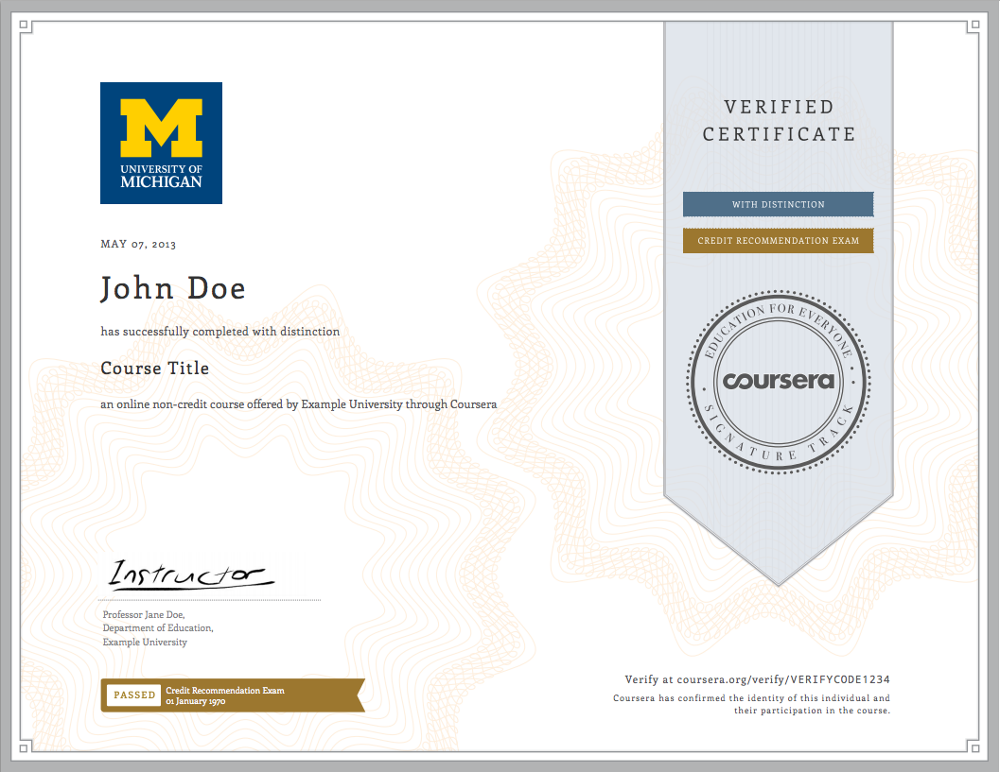 UNIVERSITY OF
MICHIGAN
MAY 07, 2013
John Doe
has successfully completed with distinction
Course Title
an online non-credit course offered by Example University through Coursera
Instructor
Professor Jane Doe,
Department of Education,
Example University
PASSED
Credit Recommendation Exam
01 January 1970
VERIFIED
CERTIFICATE
WITH DISTINCTION
CREDIT RECOMMENDATION EXAM
EDUCATION FOR EVERYONE
coursera
SIGNATURE TRACK
Verify at coursera.org/verify/VERIFYCODE1234
Coursera has confirmed the identity of this individual and
their participation in the course.